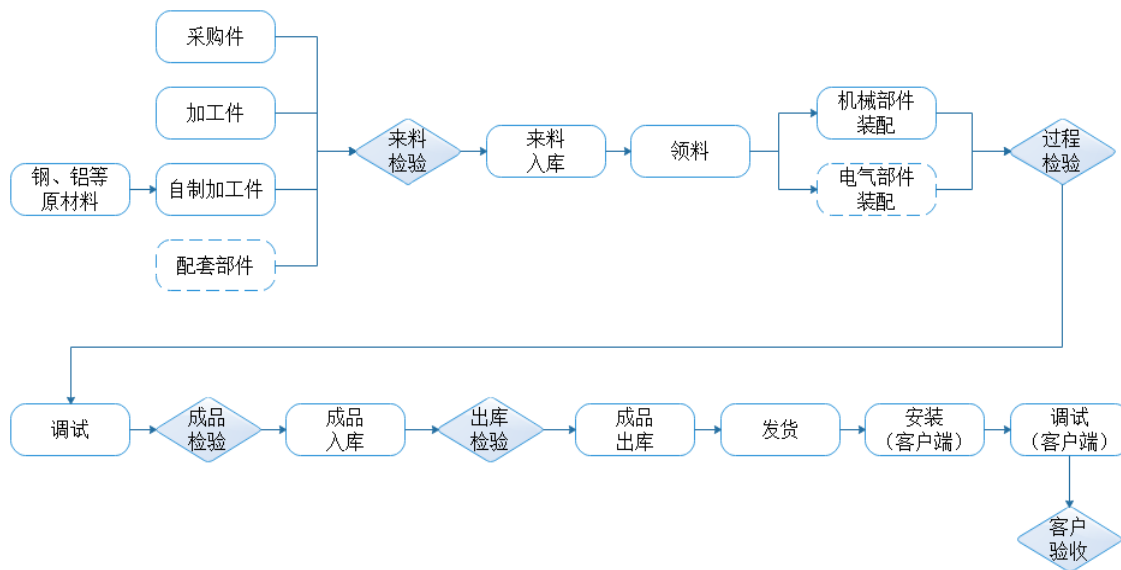 采购件
加工件
钢、铝等
原材料
自制加工件
配套部件
来料
检验
来料
入库
领料
机械部件
装配
电气部件
装配
过程
检验
调试
成品
检验
成品
入库
出库
检验
成品
出库
发货
安装
（客户端）
调试
（客户端）
客户
验收